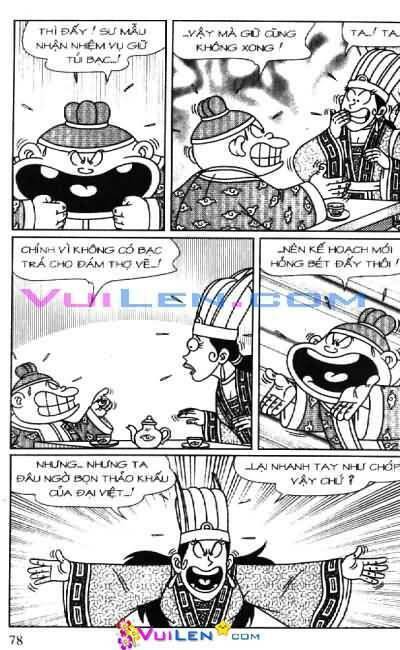 THÌ ĐẤY! SƯ MẪU
NHẬN NHIỆM VỤ GIỮ
TÚI BẠC...!
...VẬY MÀ GIỮ CŨNG
KHÔNG XONG!
TA...! TA...
CHÍNH VÌ KHÔNG CÓ BẠC
TRẢ CHO ĐÁM THỢ VẼ...!
...NÊN KẾ HOẠCH MỚI
HỎNG BÉT ĐẤY THÔI!
VUILEN.COM
NHƯNG... NHƯNG TA
ĐÂU NGỜ BỌN THẢO KHẤU
CỦA ĐẠI VIỆT...!
...LẠI NHANH TAY NHƯ CHỚP
VẬY CHỨ?
78
VUILEN.COM